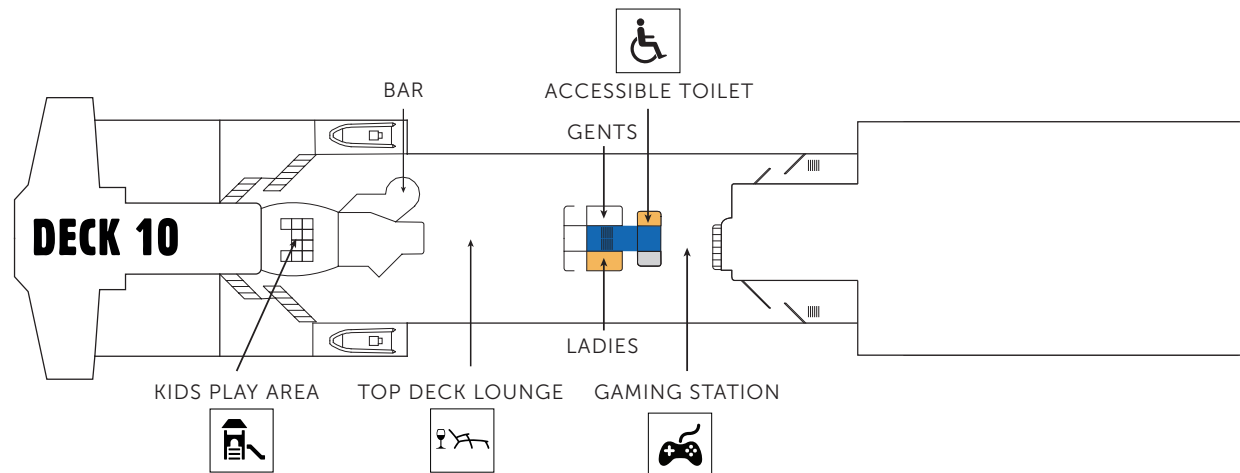 BAR
ACCESSIBLE TOILET
GENTS
DECK 10
LADIES
KIDS PLAY AREA
TOP DECK LOUNGE
GAMING STATION